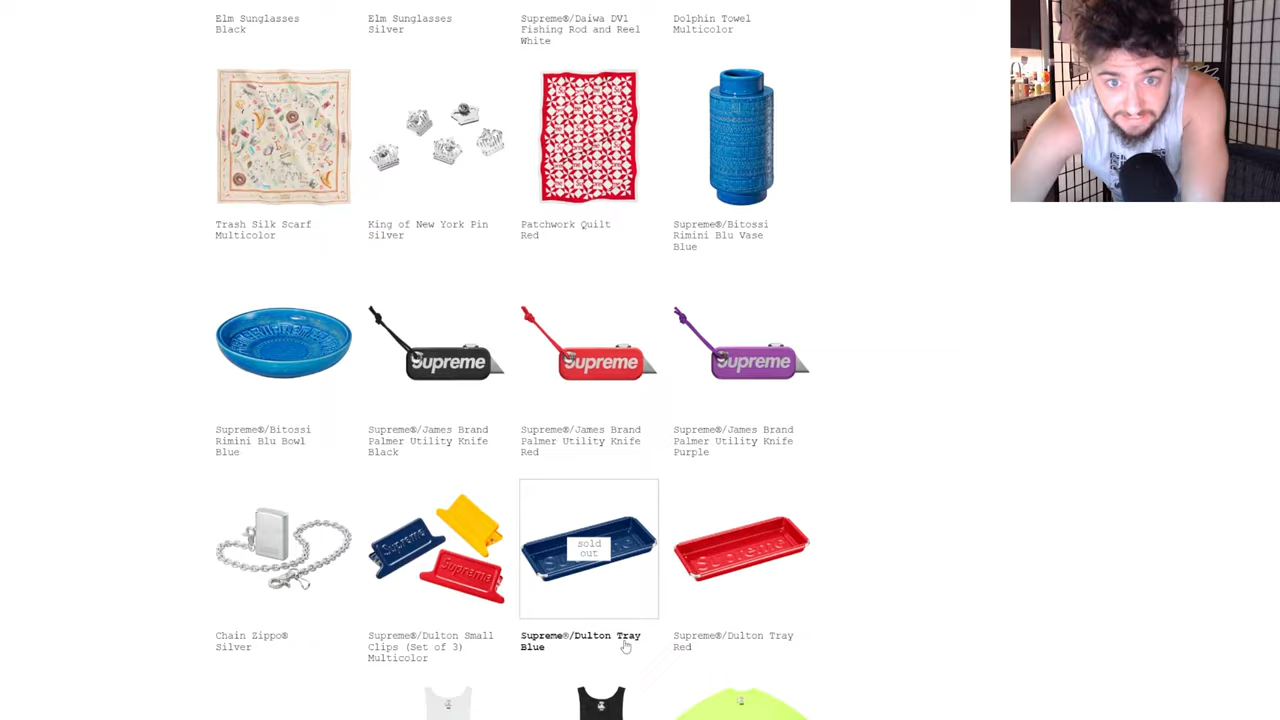 Elm Sunglasses
Black
Elm Sunglasses
Silver
Supreme®/Daiwa DV1
Fishing Rod and Reel
White
Dolphin Towel
Multicolor
Trash Silk Scarf
Multicolor
King of New York Pin
Silver
Patchwork Quilt
Red
Supreme®/Bitossi
Rimini Blu Vase
Blue
Supreme
Supreme
Supreme
Supreme®/Bitossi
Rimini Blu Bowl
Blue
Supreme®/James Brand
Palmer Utility Knife
Black
Supreme®/James Brand
Palmer Utility Knife
Red
Supreme®/James Brand
Palmer Utility Knife
Purple
Supreme
Supreme
sold
out
Supreme
Chain Zippo®
Silver
Supreme®/Dulton Small
Clips (Set of 3)
Multicolor
Supreme®/Dulton Tray
Blue
Supreme®/Dulton Tray
Red